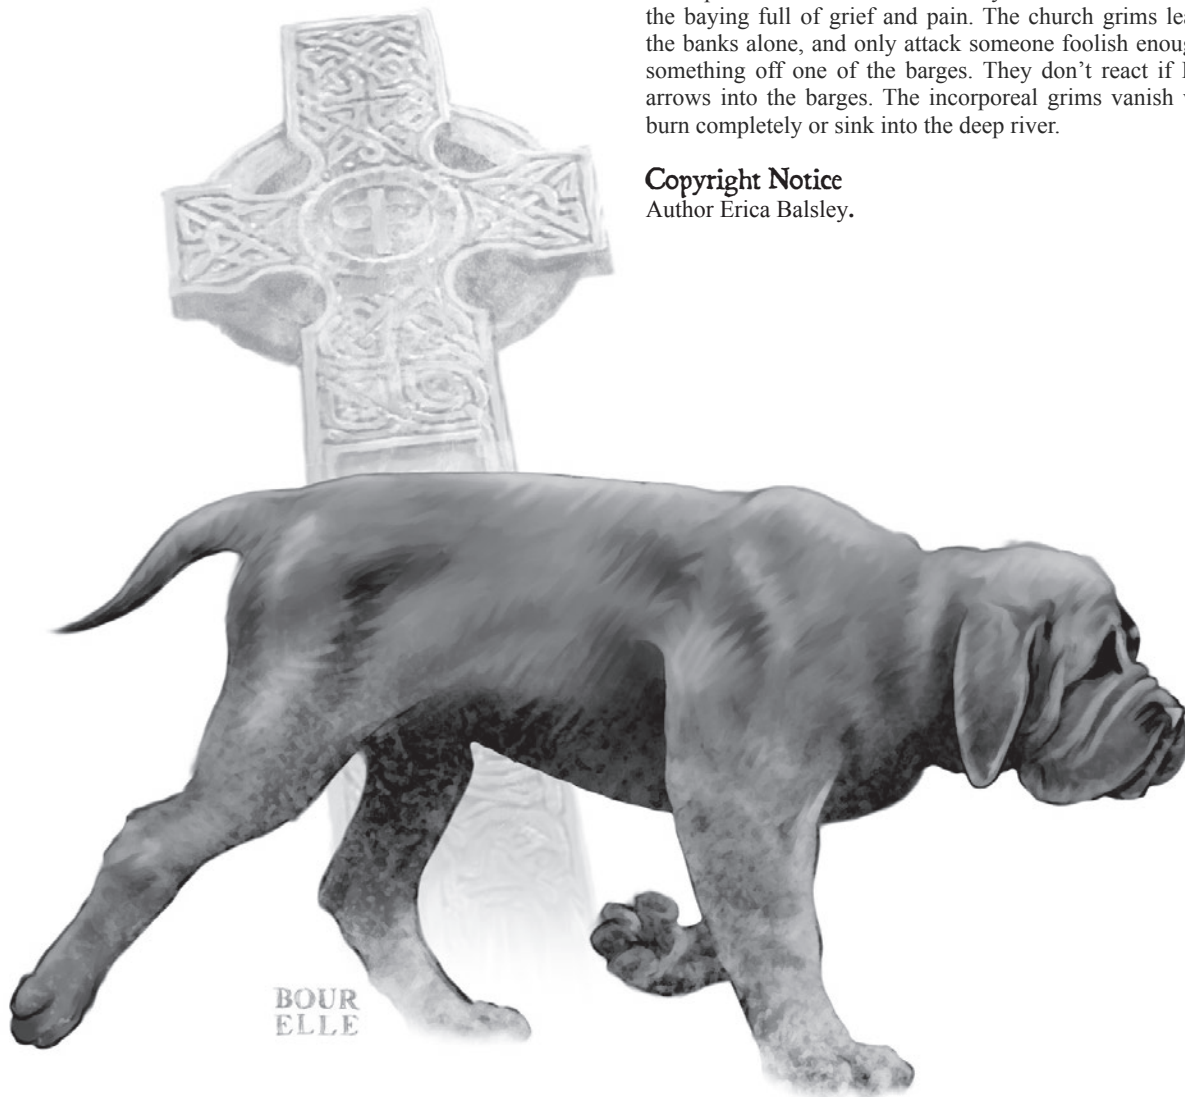 the baying full of grief and pain. The church grims
the banks alone, and only attack someone foolish
something off one of the barges. They don’t react if
arrows into the barges. The incorporeal grims vanish
burn completely or sink into the deep river.
Copyright Notice
Author Erica Balsley.
BOUR
ELLE